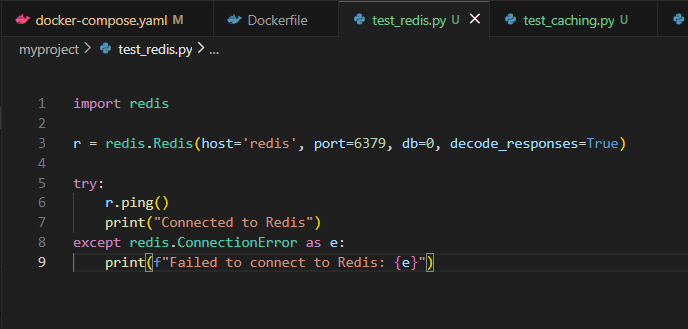 docker-compose.yaml M Dockerfile test_redis.py U test_caching.py U
myproject > test_redis.py > ...
1 import redis
2
3 r = redis.Redis(host='redis', port=6379, db=0, decode_responses=True)
4
5 try:
6     r.ping()
7     print("Connected to Redis")
8 except redis.ConnectionError as e:
9     print(f"Failed to connect to Redis: {e}")